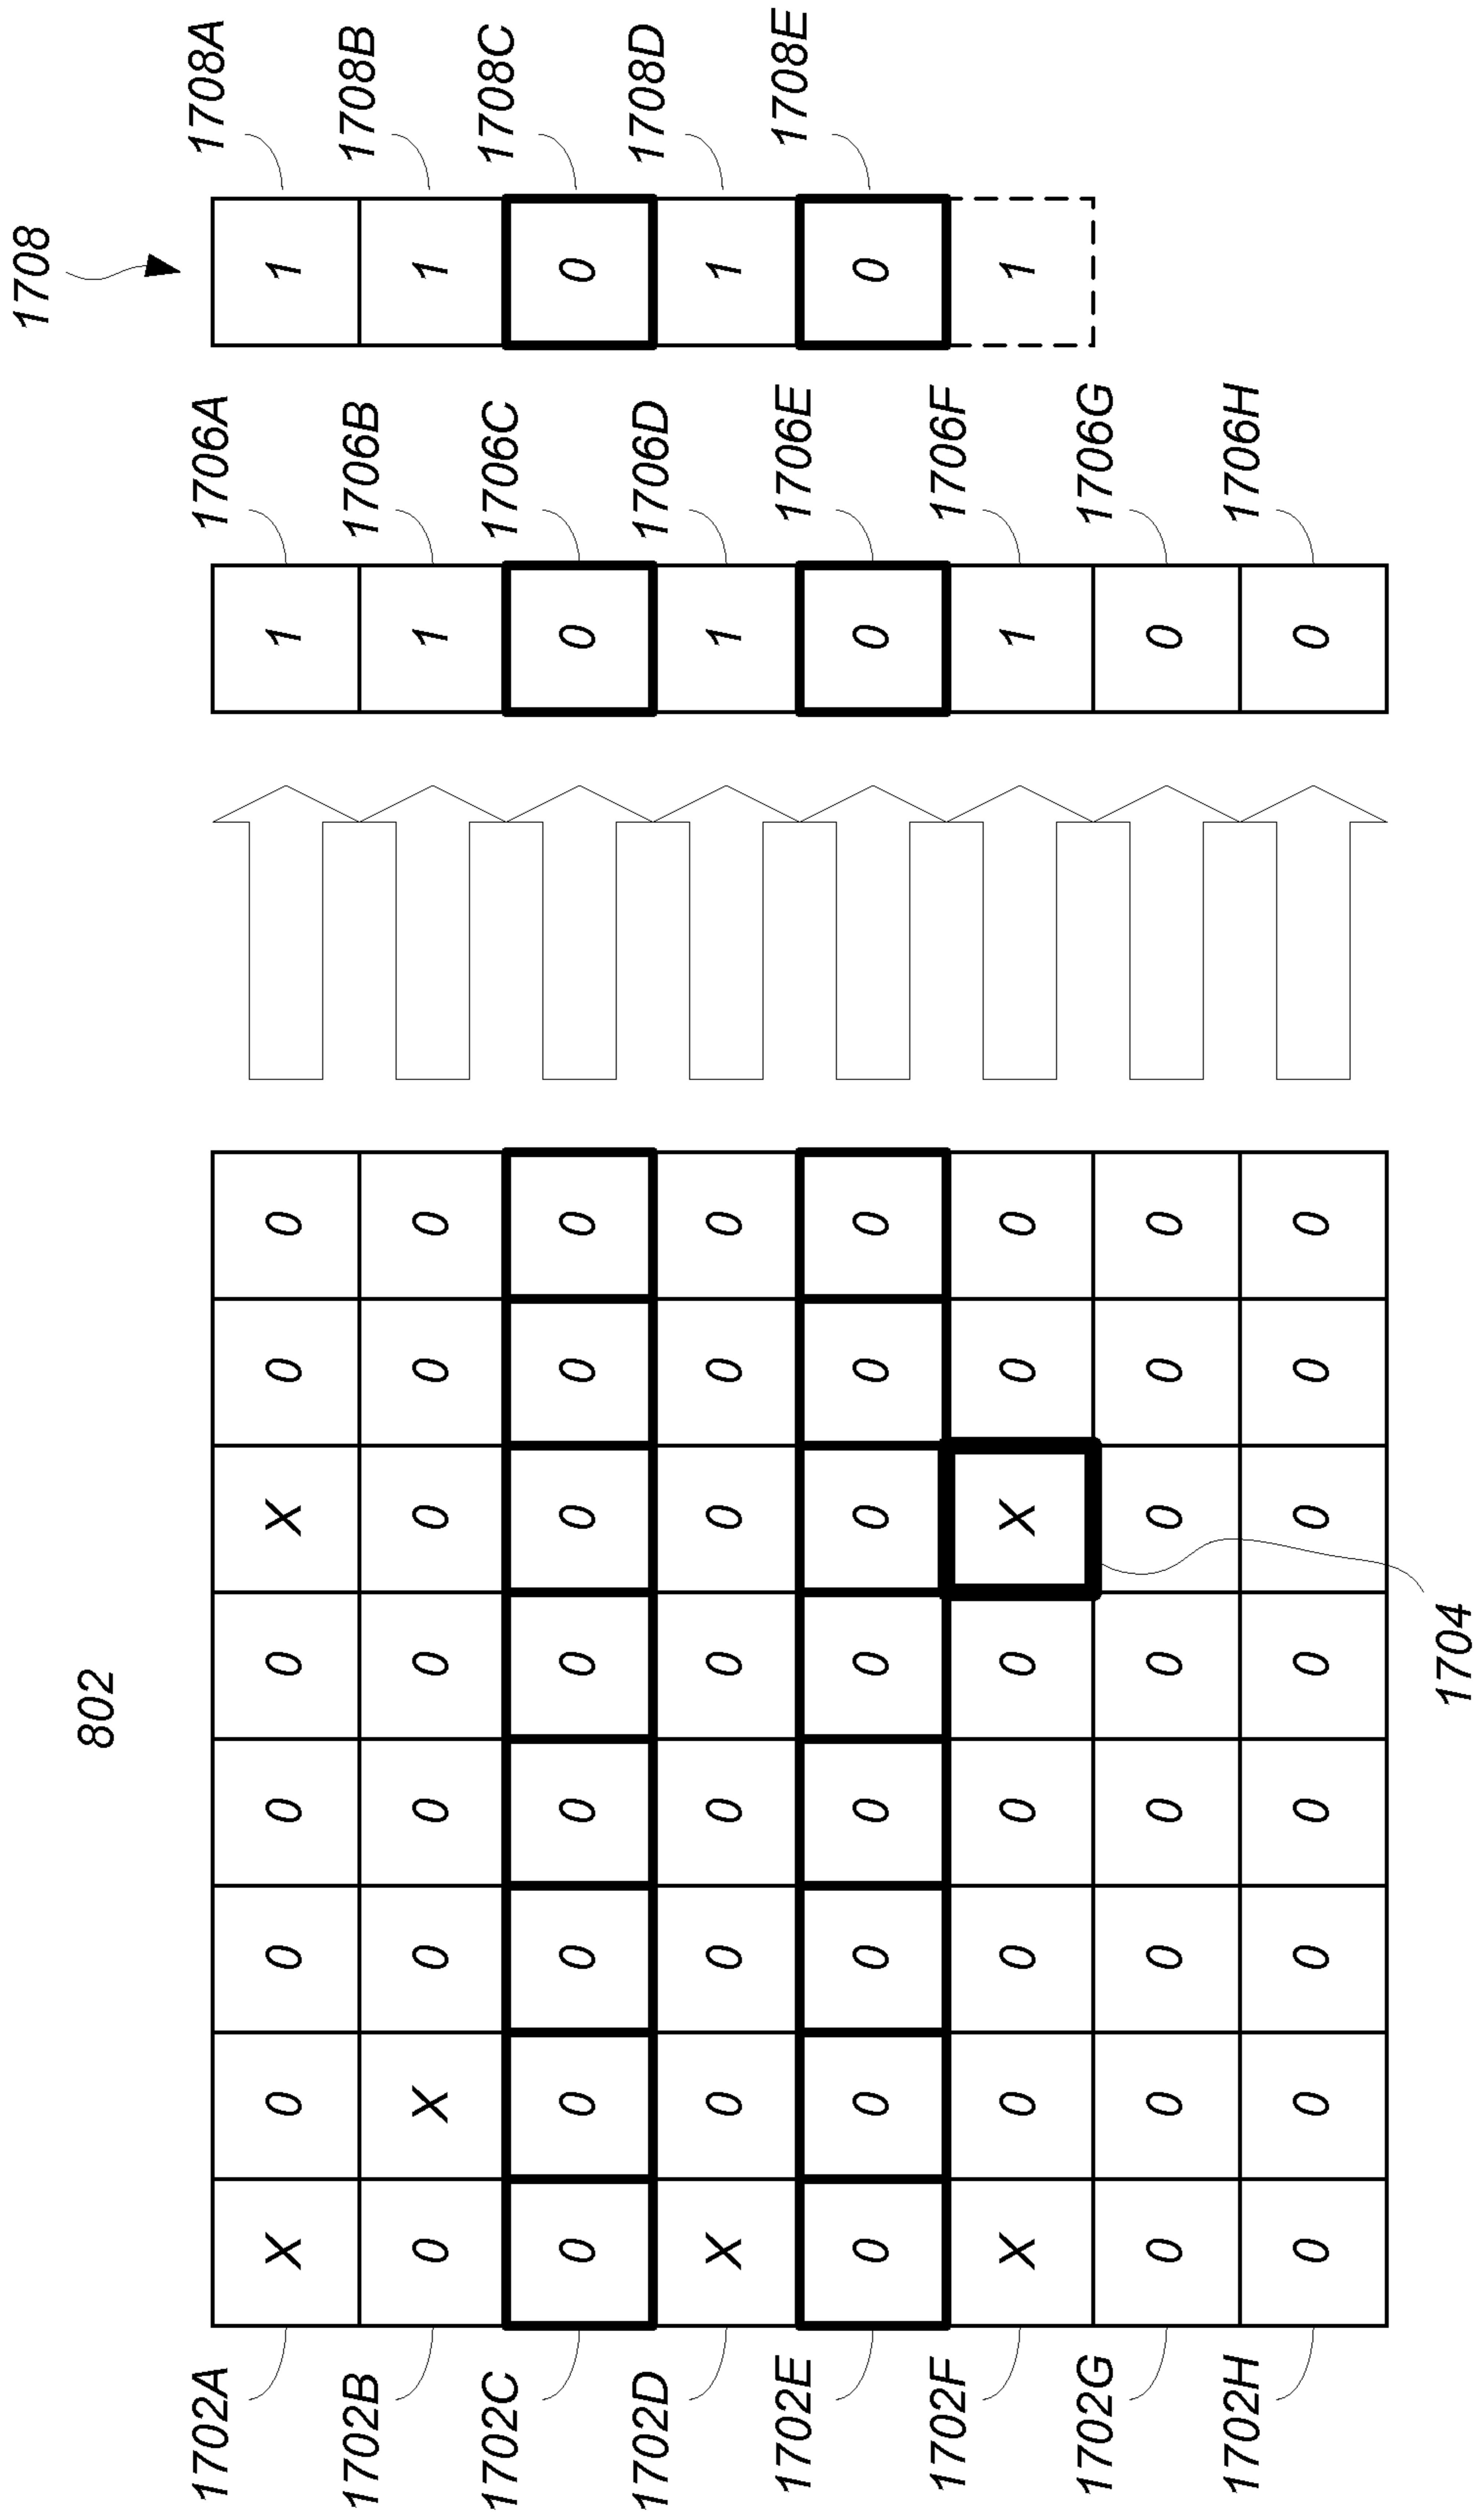 1708
802
1702A 1706A 1708A
X 0 0 0 0 X 0 0 1 1
1702B 1706B 1708B
0 X 0 0 0 0 0 0 1 1
1702C 1706C 1708C
0 0 0 0 0 0 0 0 0 0
1702D 1706D 1708D
X 0 0 0 0 0 0 0 1 1
1702E 1706E 1708E
0 0 0 0 0 0 0 0 0 0
1702F 1706F
X 0 0 0 0 X 0 0 1 1
1702G 1706G
0 0 0 0 0 0 0 0 0
1702H 1706H
0 0 0 0 0 0 0 0 0
1704